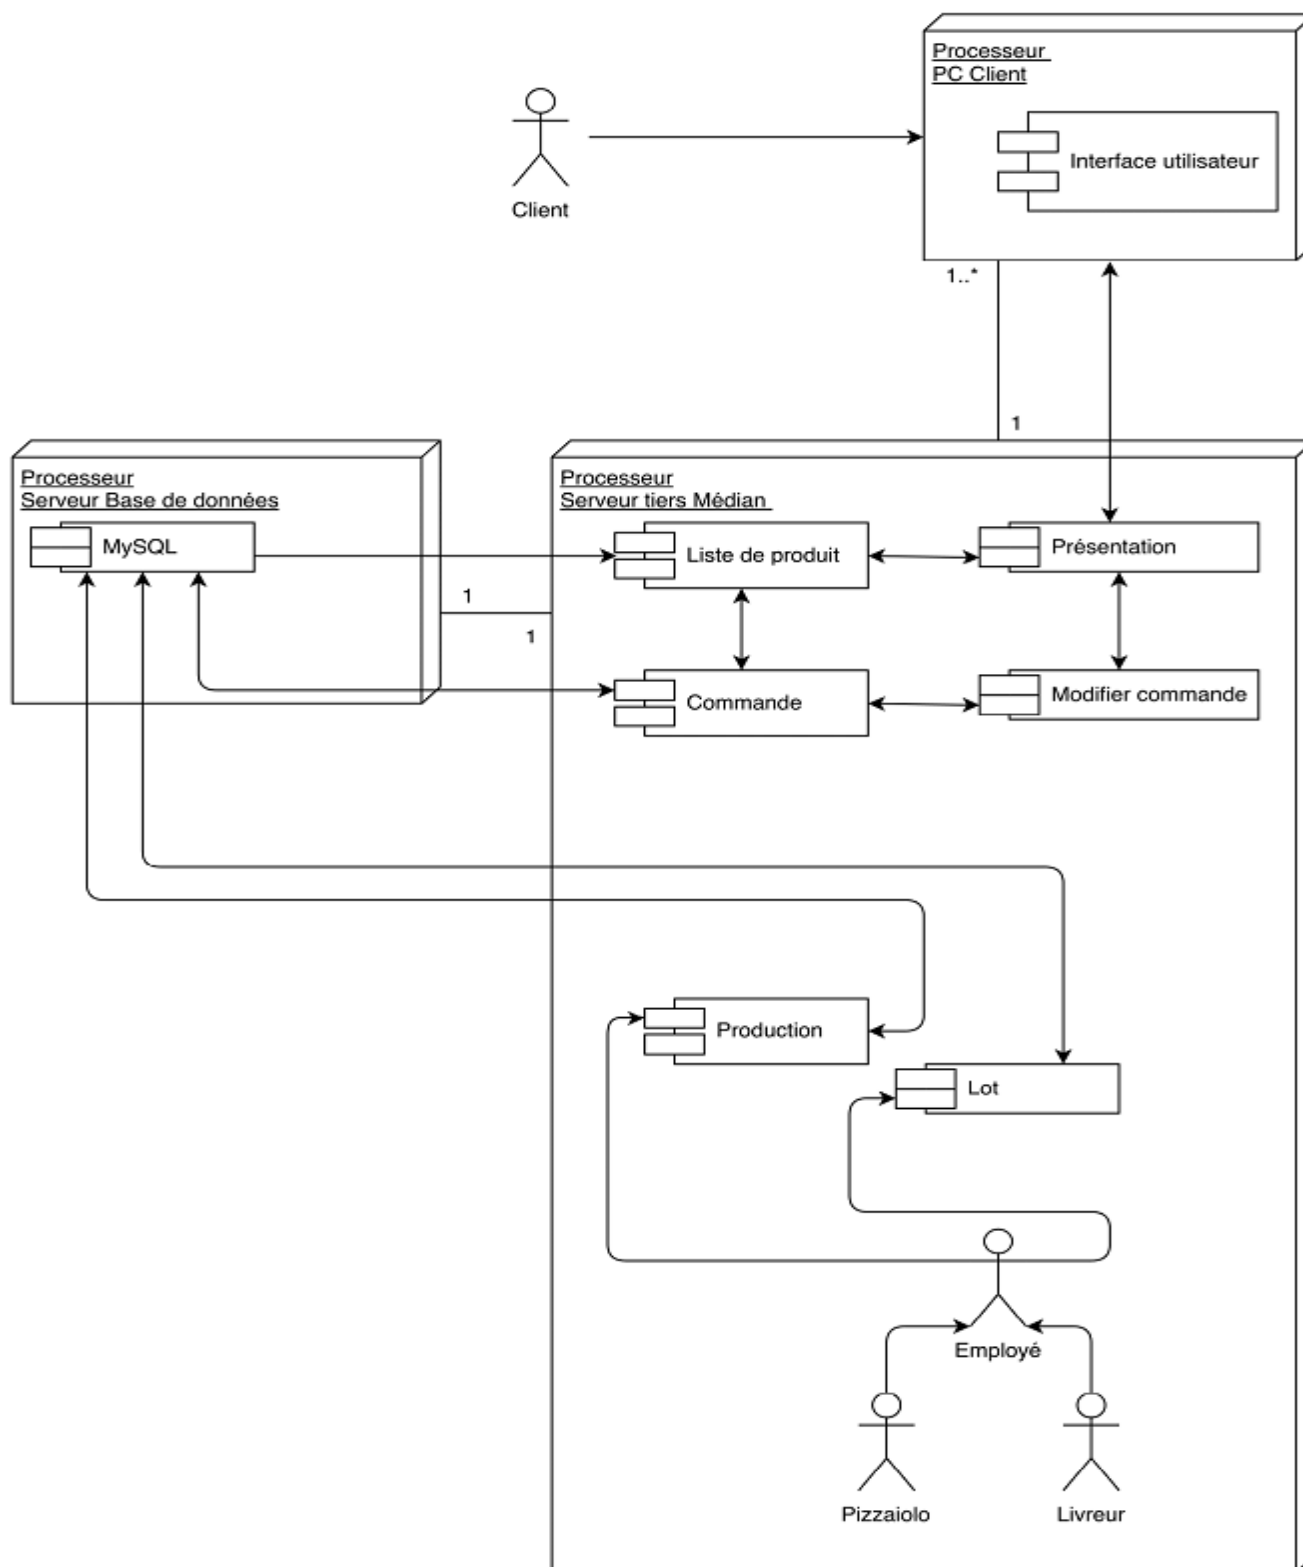 Processeur
PC Client
Interface utilisateur
Client
1..*
1
Processeur
Serveur Base de données
MySQL
Processeur
Serveur tiers Médian
Liste de produit
Présentation
1
1
Commande
Modifier commande
Production
Lot
Employé
Pizzaiolo
Livreur